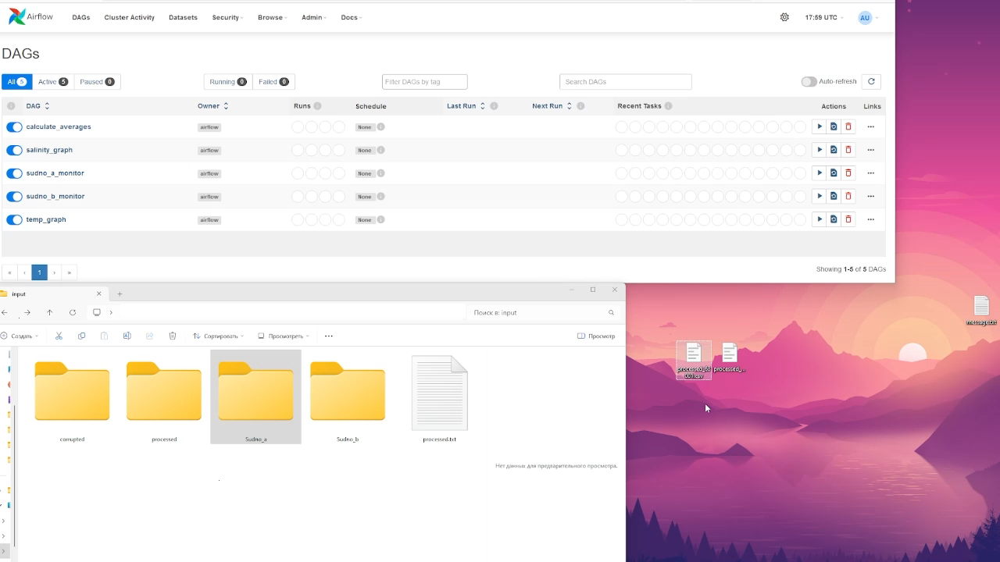 Airflow DAGs Cluster Activity Datasets Security Browse Admin Docs 17:59 UTC AU
DAGs
All 5 Active 5 Paused 0 Running 0 Failed 0 Filter DAGs by tag Search DAGs Auto-refresh
DAG Owner Runs Schedule Last Run Next Run Recent Tasks Actions Links
calculate_averages airflow None
salinity_graph airflow None
sudno_a_monitor airflow None
sudno_b_monitor airflow None
temp_graph airflow None
« ‹ 1 › » Showing 1-5 of 5 DAGs
input
Поиск в: input
Создать Сортировать Просмотреть Просмотр
corrupted processed Sudno_a Sudno_b processed.txt
Нет данных для предварительного просмотра.
message.txt
processed_...